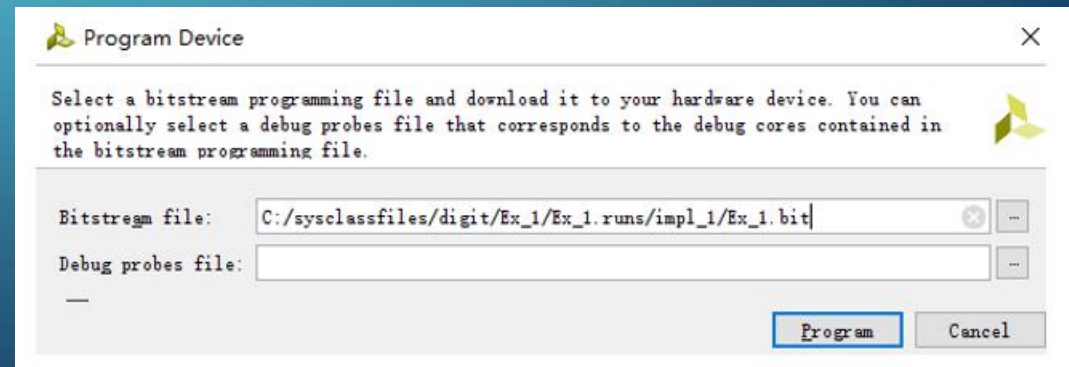 Program Device
Select a bitstream programming file and download it to your hardware device. You can
optionally select a debug probes file that corresponds to the debug cores contained in
the bitstream programming file.
Bitstream file: C:/sysclassfiles/digit/Ex_1/Ex_1.runs/impl_1/Ex_1.bit ...
Debug probes file: ...
Program Cancel